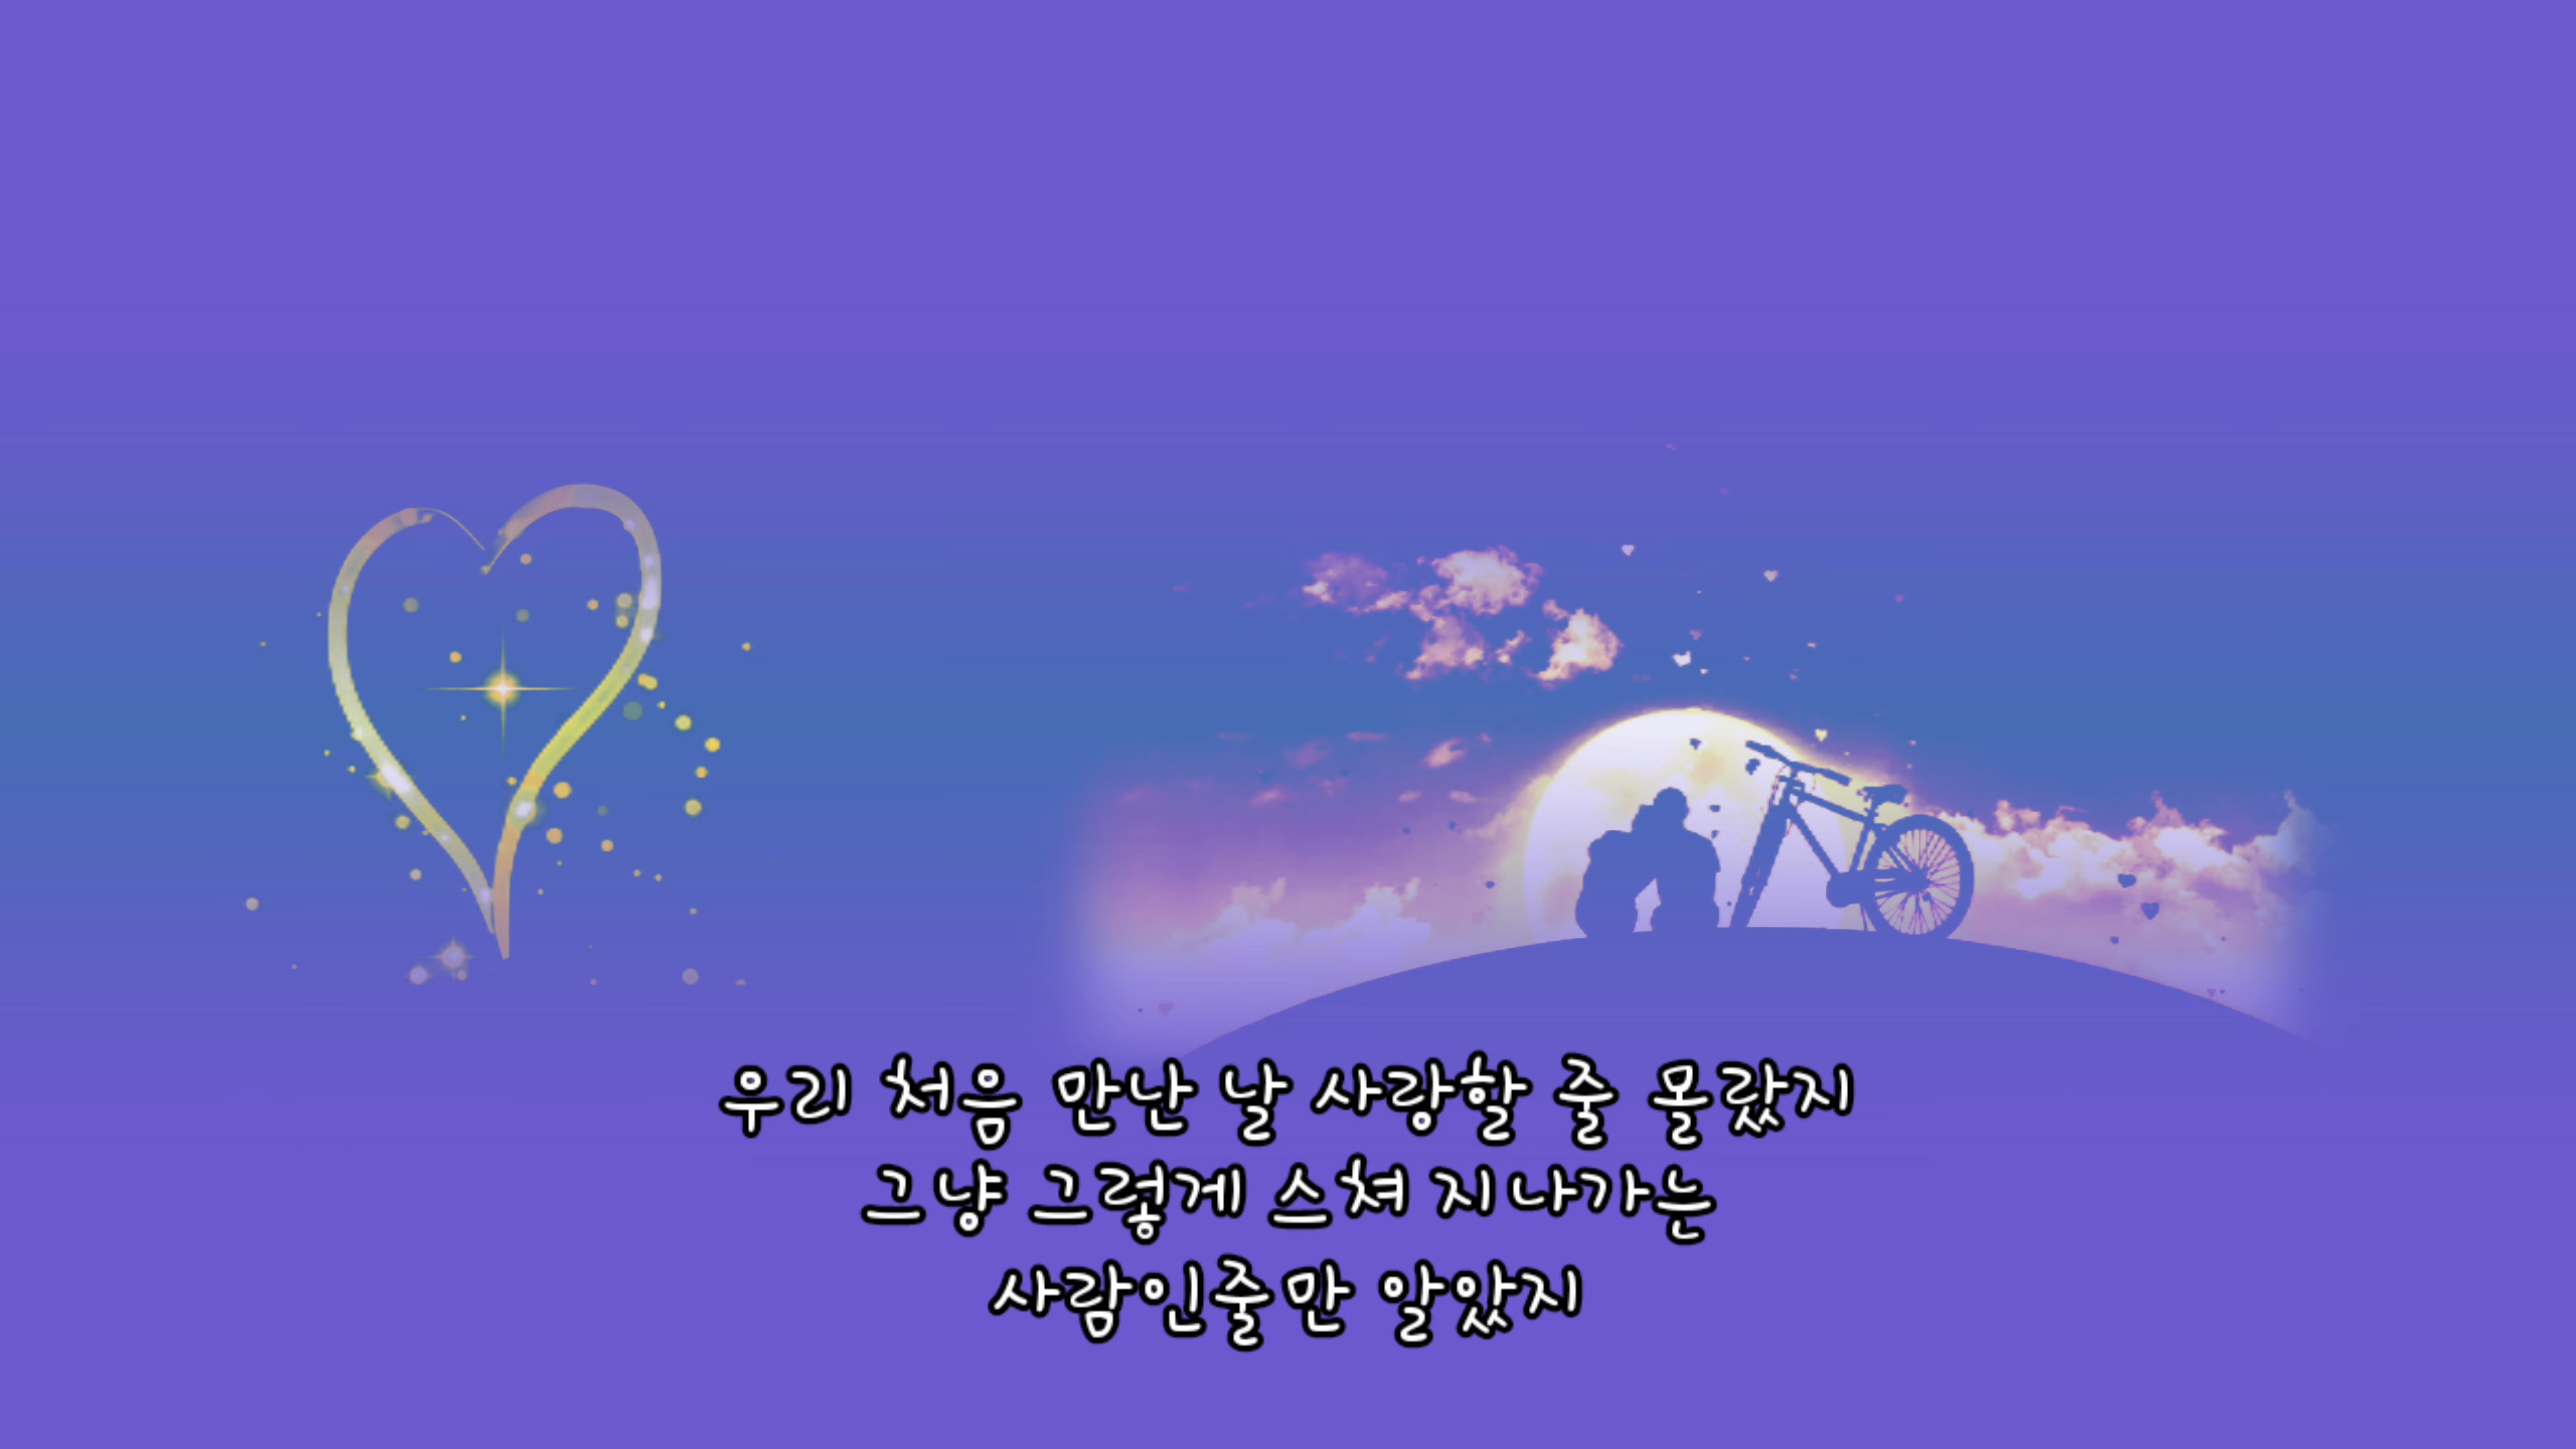 우리 처음 만난 날 사랑할 줄 몰랐지
그냥 그렇게 스쳐 지나가는
사람인줄만 알았지